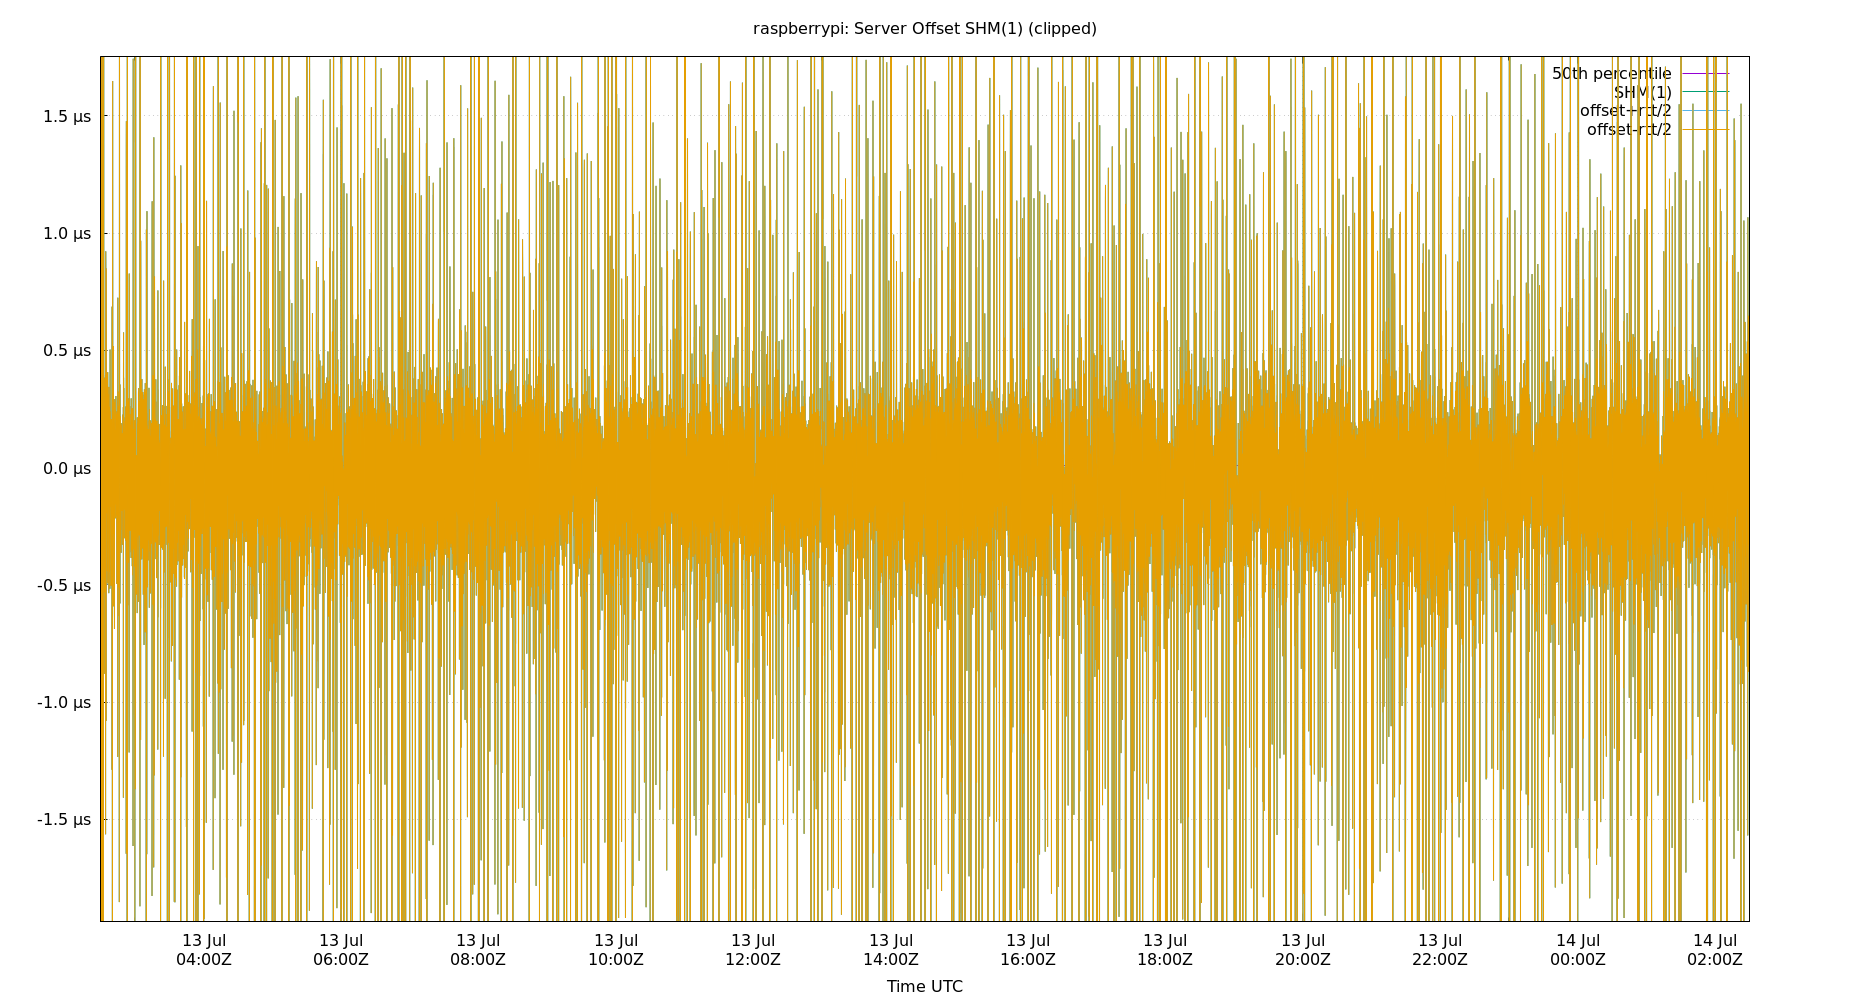 raspberrypi: Server Offset SHM(1) (clipped)
50th percentile
SHM(1)
offset+rtt/2
offset-rtt/2
1.5 µs
1.0 µs
0.5 µs
0.0 µs
-0.5 µs
-1.0 µs
-1.5 µs
13 Jul 13 Jul 13 Jul 13 Jul 13 Jul 13 Jul 13 Jul 13 Jul 13 Jul 13 Jul 14 Jul 14 Jul
04:00Z 06:00Z 08:00Z 10:00Z 12:00Z 14:00Z 16:00Z 18:00Z 20:00Z 22:00Z 00:00Z 02:00Z
Time UTC